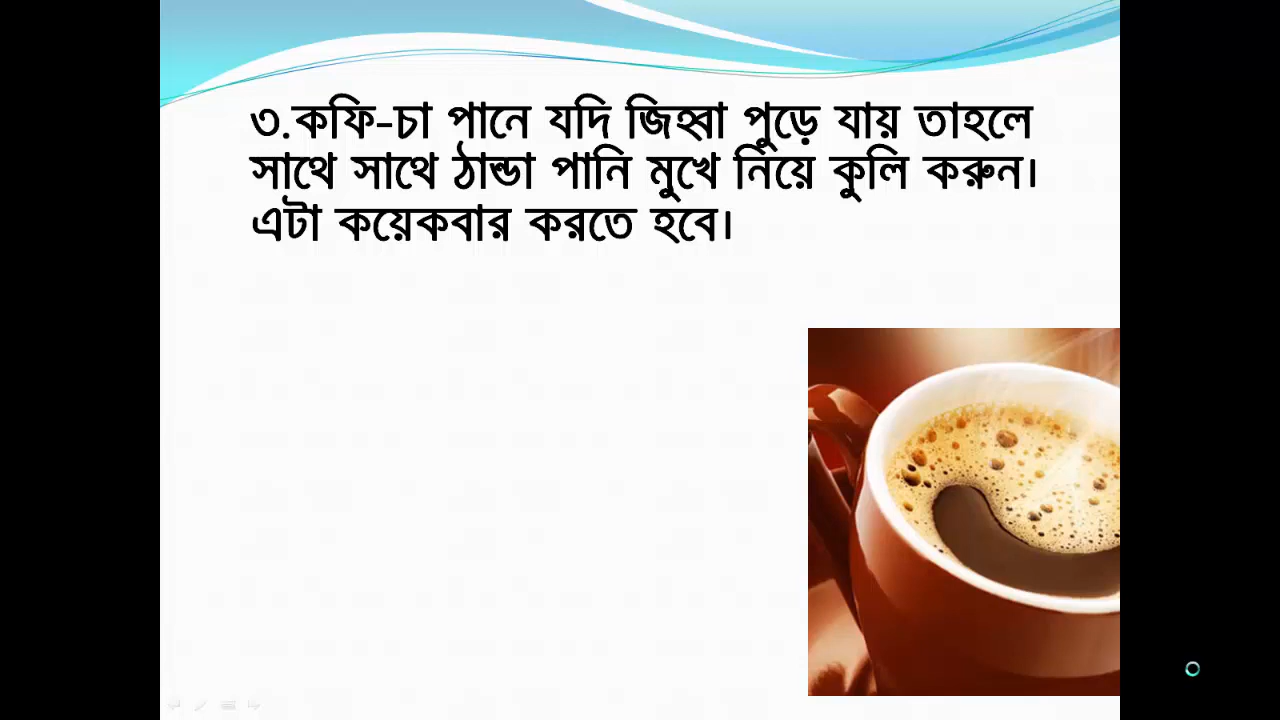 ৩.কফি-চা পানে যদি জিহ্বা পুড়ে যায় তাহলে
সাথে সাথে ঠান্ডা পানি মুখে নিয়ে কুলি করুন।
এটা কয়েকবার করতে হবে।